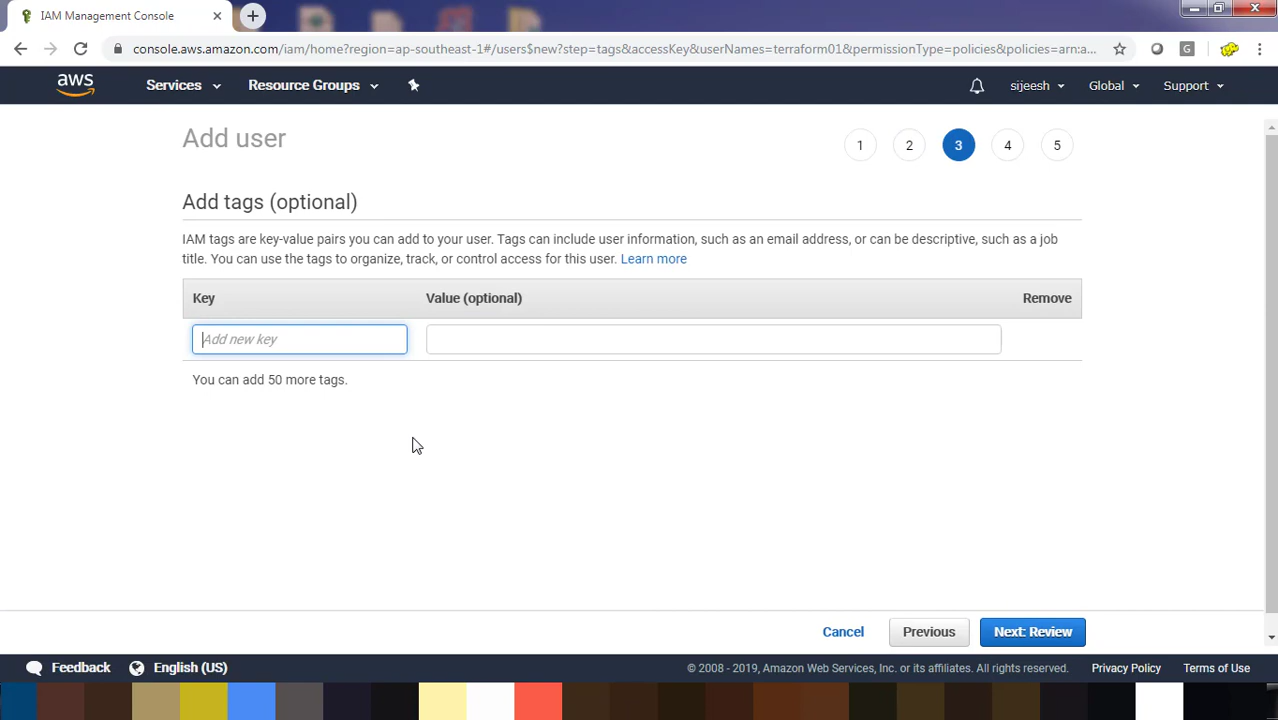 IAM Management Console
console.aws.amazon.com/iam/home?region=ap-southeast-1#/users$new?step=tags&accessKey&userNames=terraform01&permissionType=policies&policies=arn:a...
G
aws
Services
Resource Groups
sijeesh
Global
Support
Add user
1
2
3
4
5
Add tags (optional)
IAM tags are key-value pairs you can add to your user. Tags can include user information, such as an email address, or can be descriptive, such as a job
title. You can use the tags to organize, track, or control access for this user. Learn more
Key
Value (optional)
Remove
Add new key
You can add 50 more tags.
Cancel
Previous
Next: Review
Feedback
English (US)
© 2008 - 2019, Amazon Web Services, Inc. or its affiliates. All rights reserved.
Privacy Policy
Terms of Use